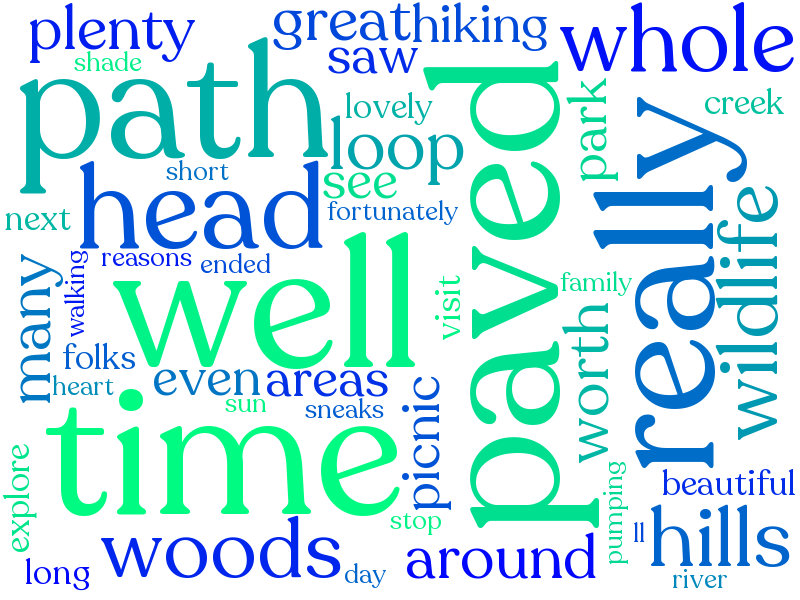 plenty
great
hiking
whole
saw
shade
path
paved
park
creek
lovely
loop
really
short
see
head
wildlife
next
fortunately
reasons
ended
walking
well
many
visit
family
folks
worth
heart
even
areas
picnic
sun
sneaks
time
explore
stop
pumping
beautiful
ll
hills
woods
around
long
day
river